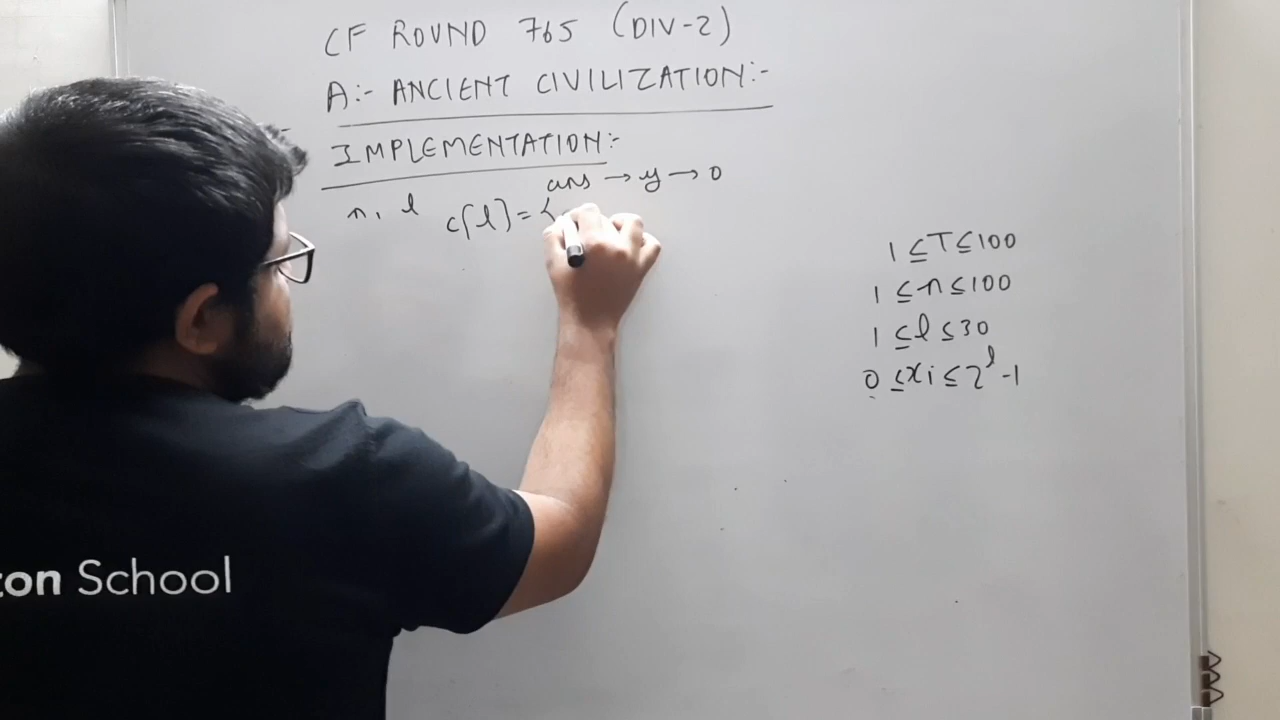 CF ROUND 765 (DIV-2)
A:- ANCIENT CIVILIZATION:-
IMPLEMENTATION:-
ans → y → 0
n, l c[l] = {
1 ≤ T ≤ 100
1 ≤ n ≤ 100
1 ≤ l ≤ 30
0 ≤ xi ≤ 2^l - 1
School